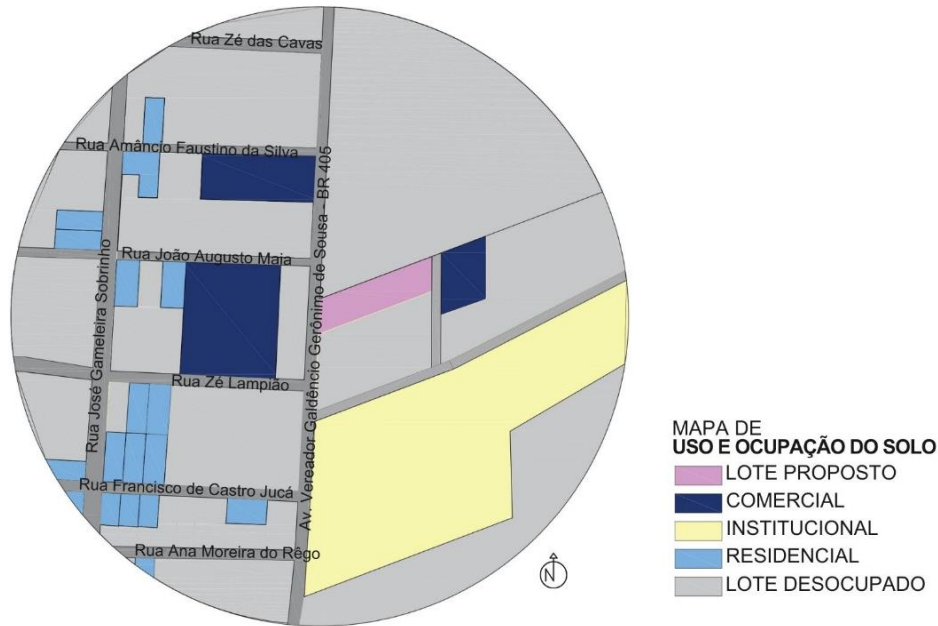 Rua Zé das Cavas
Rua Amâncio Faustino da Silva
Rua João Augusto Maia
Rua Zé Lampião
Rua Francisco de Castro Jucá
Rua Ana Moreira do Rêgo
Rua José Gameleira Sobrinho
Av. Vereador Galdêncio Gerônimo de Sousa - BR 405
N
MAPA DE
USO E OCUPAÇÃO DO SOLO
LOTE PROPOSTO
COMERCIAL
INSTITUCIONAL
RESIDENCIAL
LOTE DESOCUPADO